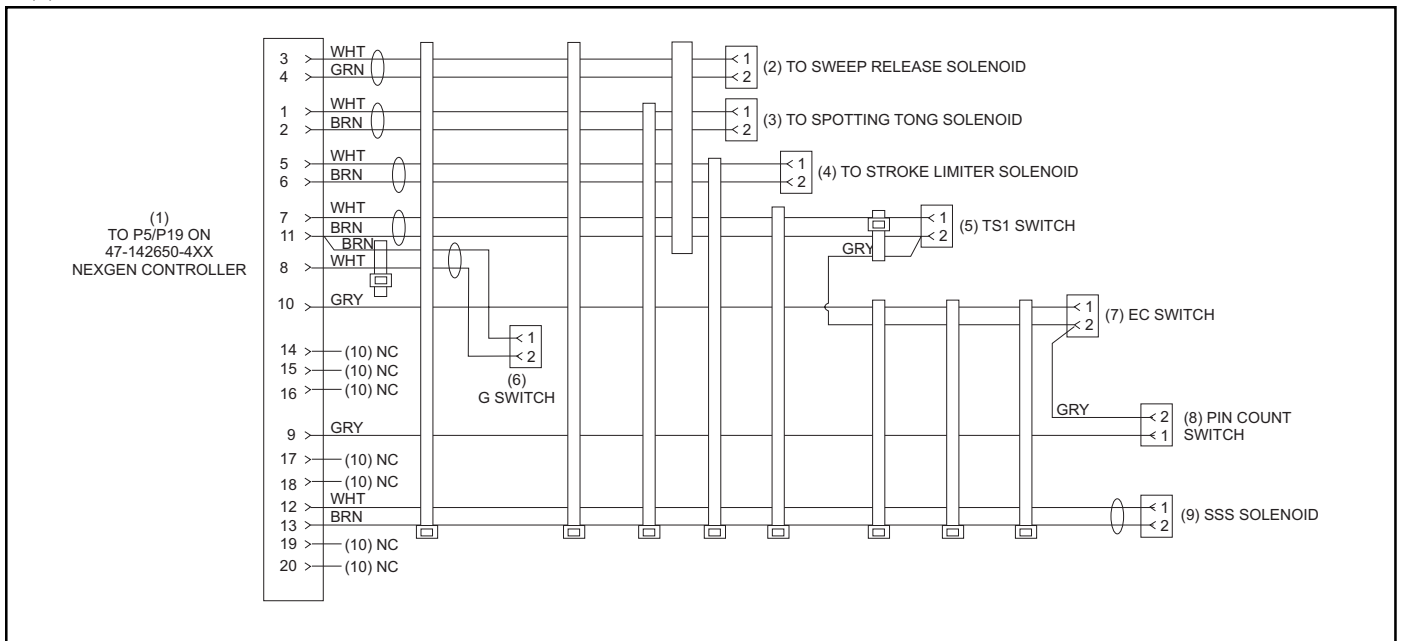 3 WHT 1
4 GRN 2
(2) TO SWEEP RELEASE SOLENOID
1 WHT 1
2 BRN 2
(3) TO SPOTTING TONG SOLENOID
5 WHT 1
6 BRN 2
(4) TO STROKE LIMITER SOLENOID
(1)
TO P5/P19 ON
47-142650-4XX
NEXGEN CONTROLLER
7 WHT 1
11 BRN 2
(5) TS1 SWITCH
BRN
GRY
8 WHT
10 GRY 1
2
(7) EC SWITCH
1
2
(6)
G SWITCH
14 (10) NC
15 (10) NC
16 (10) NC
GRY 2
9 GRY 1
(8) PIN COUNT
SWITCH
17 (10) NC
18 (10) NC
12 WHT 1
13 BRN 2
(9) SSS SOLENOID
19 (10) NC
20 (10) NC